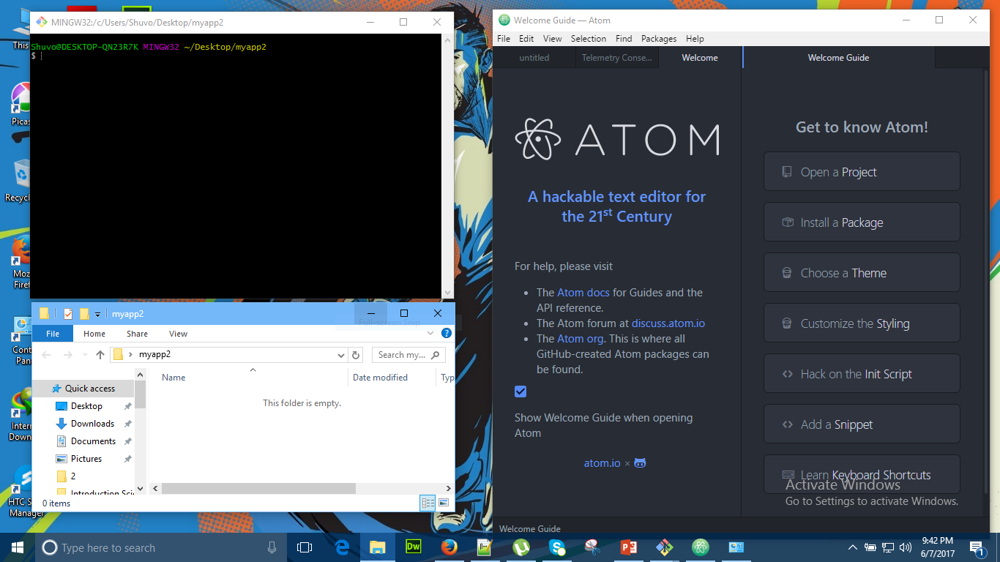 MINGW32:/c/Users/Shuvo/Desktop/myapp2
Shuvo@DESKTOP-QN23R7K MINGW32 ~/Desktop/myapp2
$
Welcome Guide — Atom
File Edit View Selection Find Packages Help
untitled
Telemetry Conse...
Welcome
Welcome Guide
ATOM
A hackable text editor for
the 21st Century
For help, please visit
• The Atom docs for Guides and the
API reference.
• The Atom forum at discuss.atom.io
• The Atom org. This is where all
GitHub-created Atom packages can
be found.
Show Welcome Guide when opening
Atom
atom.io ×
Get to know Atom!
Open a Project
Install a Package
Choose a Theme
Customize the Styling
Hack on the Init Script
Add a Snippet
Learn Keyboard Shortcuts
Activate Windows
Go to Settings to activate Windows.
Welcome Guide
myapp2
Full-screen Snip
File Home Share View
myapp2
Search my...
Quick access
Desktop
Downloads
Documents
Pictures
2
Name
Date modified
Typ
This folder is empty.
0 items
This
Picas
Recycl
Moz
Firef
Cont
Pan
Intern
Down
HTC S
Manager
Type here to search
Dw
9:42 PM
6/7/2017
1